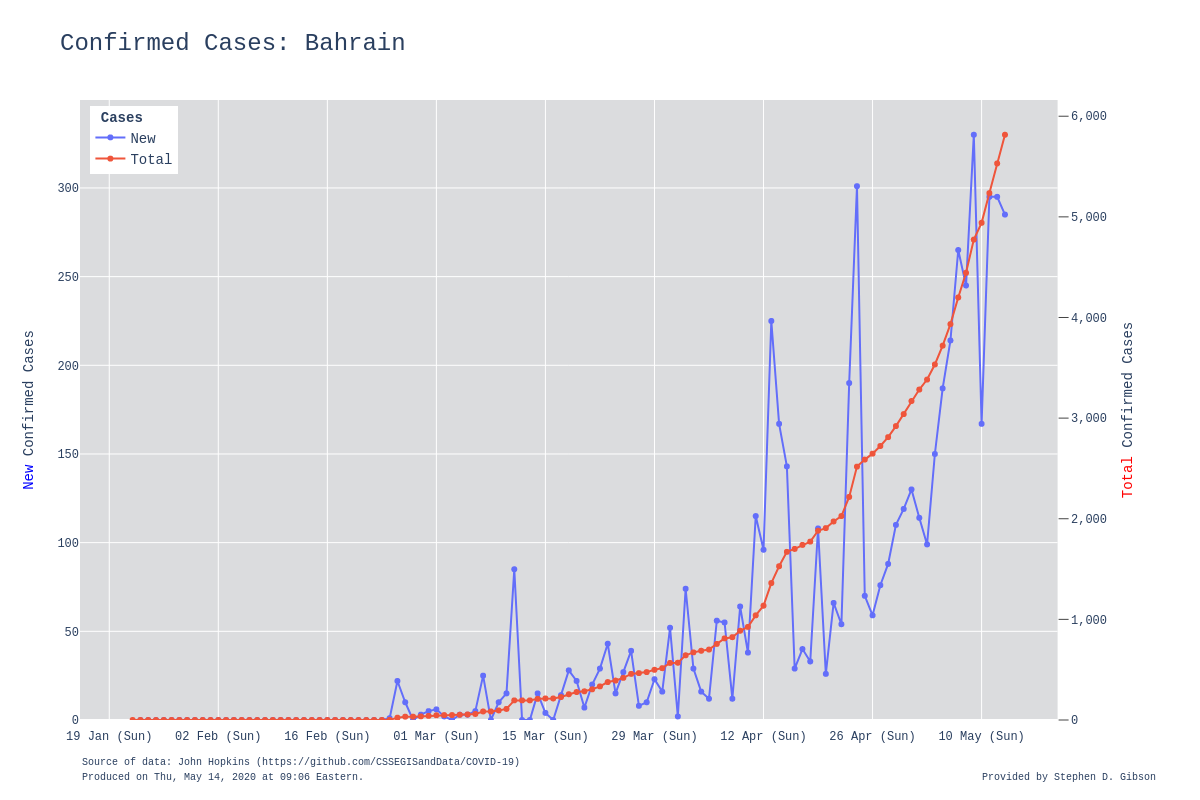 Confirmed Cases: Bahrain
Cases
New
Total
300
250
200
150
100
50
0
New Confirmed Cases
6,000
5,000
4,000
3,000
2,000
1,000
0
Total Confirmed Cases
19 Jan (Sun) 02 Feb (Sun) 16 Feb (Sun) 01 Mar (Sun) 15 Mar (Sun) 29 Mar (Sun) 12 Apr (Sun) 26 Apr (Sun) 10 May (Sun)
Source of data: John Hopkins (https://github.com/CSSEGISandData/COVID-19)
Produced on Thu, May 14, 2020 at 09:06 Eastern.
Provided by Stephen D. Gibson